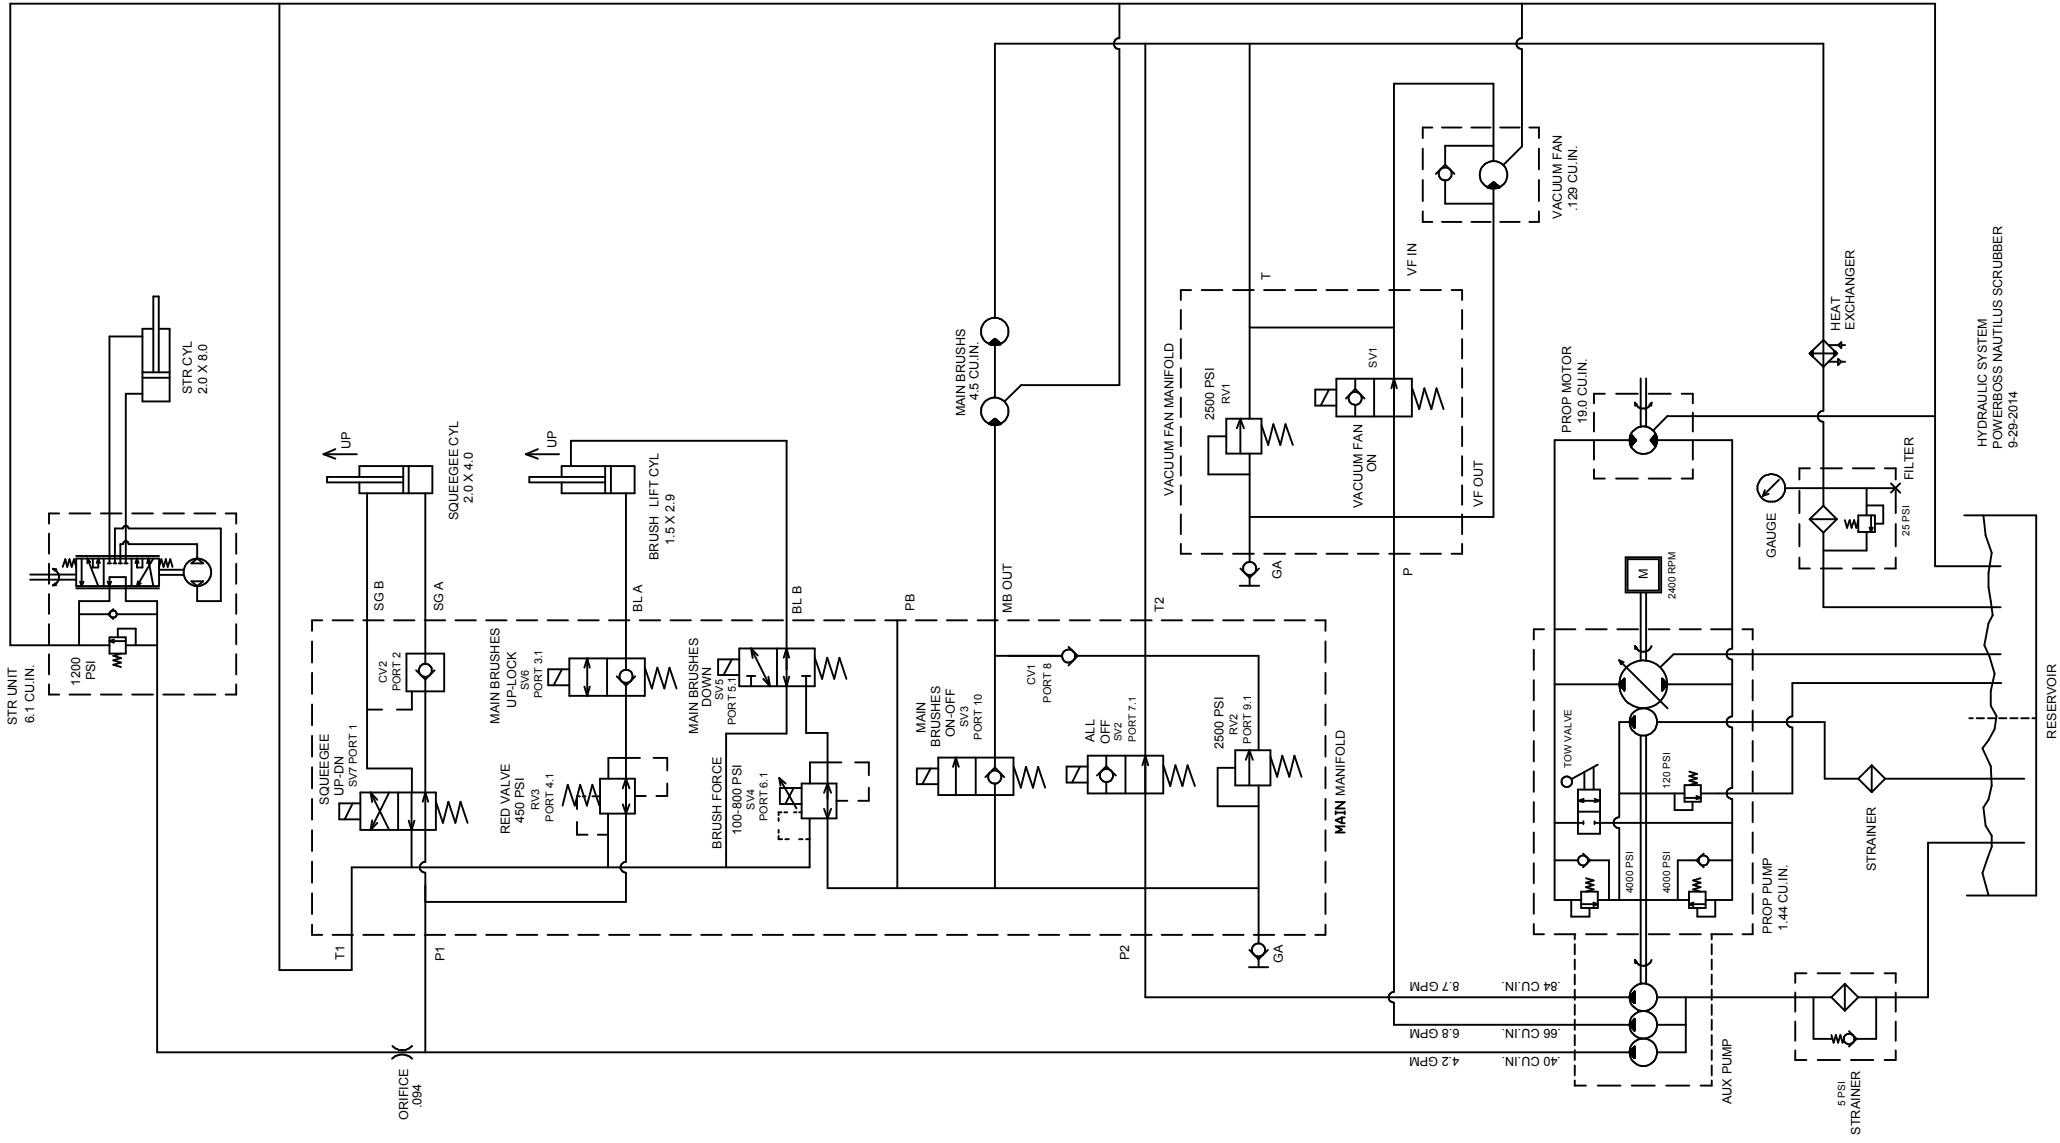 STR UNIT
6.1 CU.IN.
1200
PSI
STR CYL
2.0 X 8.0
UP
SQUEEGEE CYL
2.0 X 4.0
UP
BRUSH LIFT CYL
1.5 X 2.9
SG B
SG A
BL A
BL B
PB
MB OUT
T2
CV2
PORT 2
SQUEEGEE
UP-DN
SV7 PORT 1
MAIN BRUSHES
UP-LOCK
SV6
PORT 3.1
RED VALVE
450 PSI
RV3
PORT 4.1
MAIN BRUSHES
DOWN
SV5
PORT 5.1
BRUSH FORCE
100-800 PSI
SV4
PORT 6.1
MAIN
BRUSHES
ON-OFF
SV3
PORT 10
CV1
PORT 8
ALL
OFF
SV2
PORT 7.1
2500 PSI
RV2
PORT 9.1
MAIN MANIFOLD
T1
P1
P2
GA
ORIFICE
.094
MAIN BRUSHS
4.5 CU.IN.
VACUUM FAN MANIFOLD
2500 PSI
RV1
VACUUM FAN
ON
SV1
T
VF IN
VF OUT
GA
P
VACUUM FAN
.129 CU.IN.
HEAT
EXCHANGER
PROP MOTOR
19.0 CU.IN.
GAUGE
FILTER
25 PSI
M
2400 RPM
TOW VALVE
120 PSI
4000 PSI
4000 PSI
PROP PUMP
1.44 CU.IN.
STRAINER
8.7 GPM
.84 CU.IN.
6.8 GPM
.66 CU.IN.
4.2 GPM
.40 CU.IN.
AUX PUMP
5 PSI
STRAINER
RESERVOIR
HYDRAULIC SYSTEM
POWERBOSS NAUTILUS SCRUBBER
9-29-2014